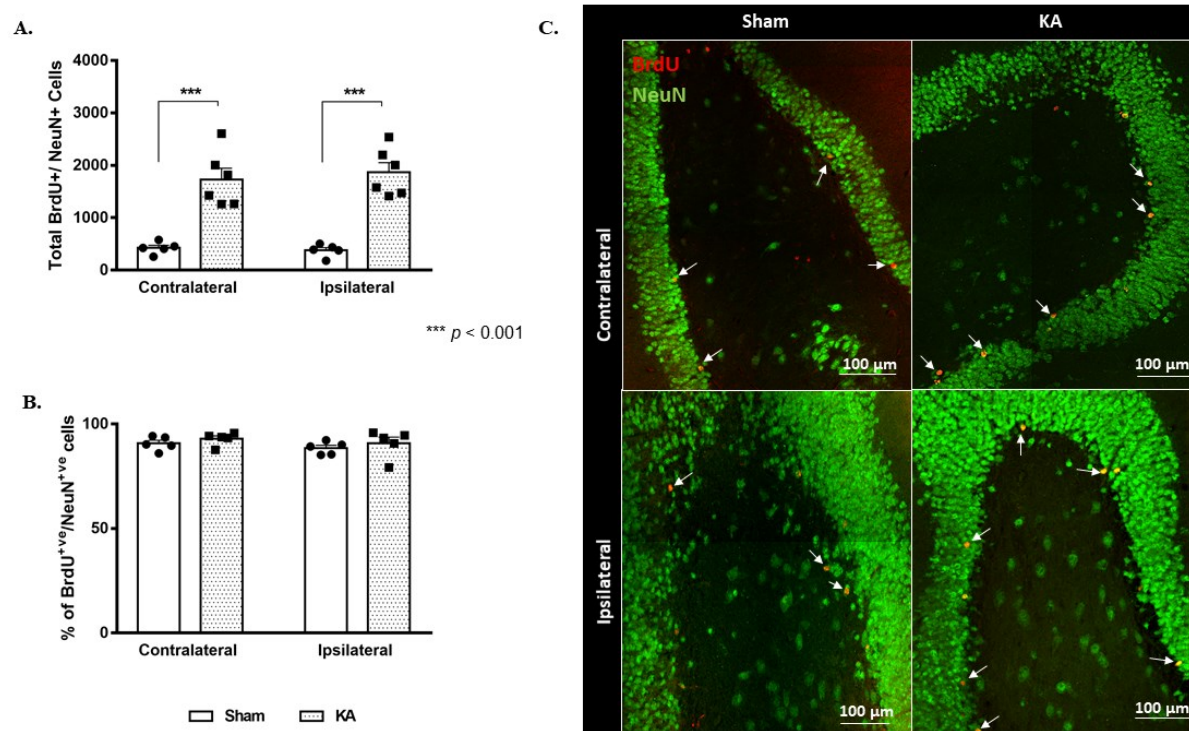 A.
Total BrdU+/ NeuN+ Cells
4000
3000
2000
1000
0
***
***
Contralateral
Ipsilateral
*** p < 0.001
B.
% of BrdU+ve/NeuN+ve cells
100
50
0
Contralateral
Ipsilateral
Sham
KA
C.
Sham
KA
Contralateral
BrdU
NeuN
100 µm
100 µm
Ipsilateral
100 µm
100 µm